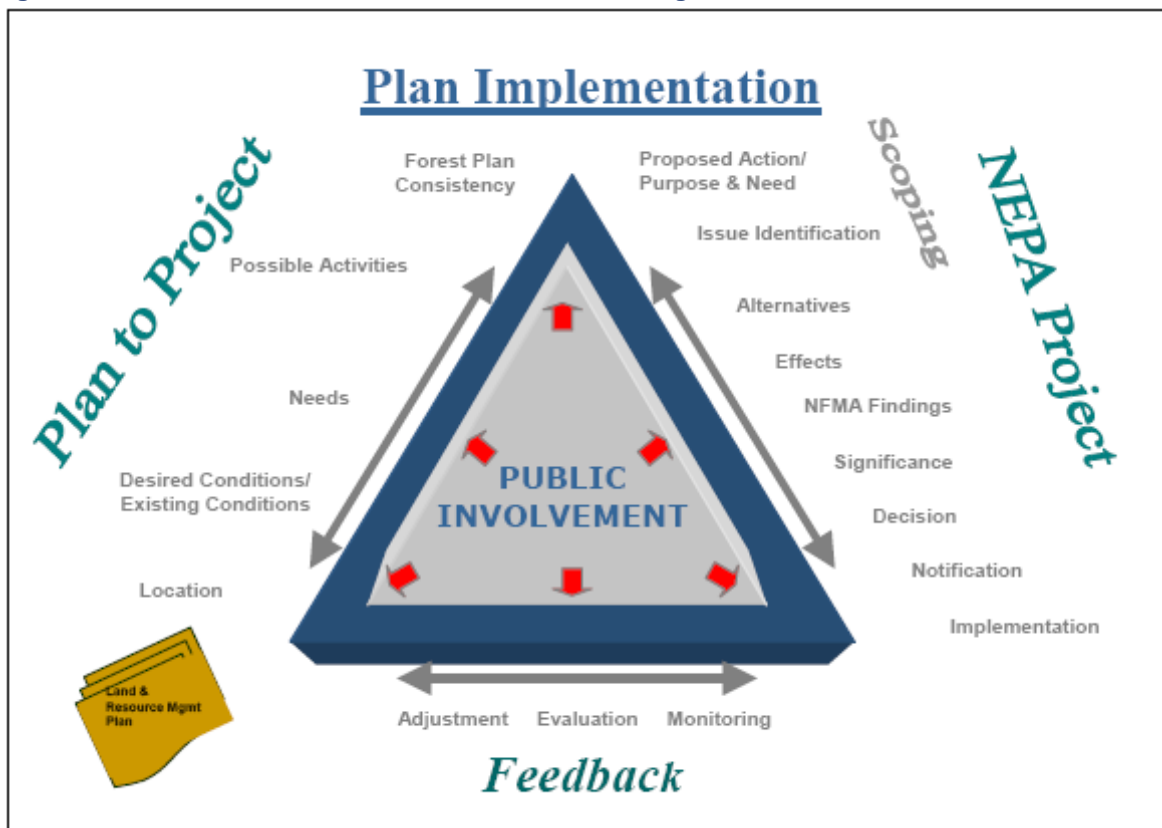 Plan Implementation
Plan to Project
Forest Plan
Consistency
Possible Activities
Needs
Desired Conditions/
Existing Conditions
Location
Land &
Resource Mgmt
Plan
Proposed Action/
Purpose & Need
Scoping
NEPA Project
Issue Identification
Alternatives
Effects
NFMA Findings
Significance
Decision
Notification
Implementation
PUBLIC
INVOLVEMENT
Adjustment Evaluation Monitoring
Feedback